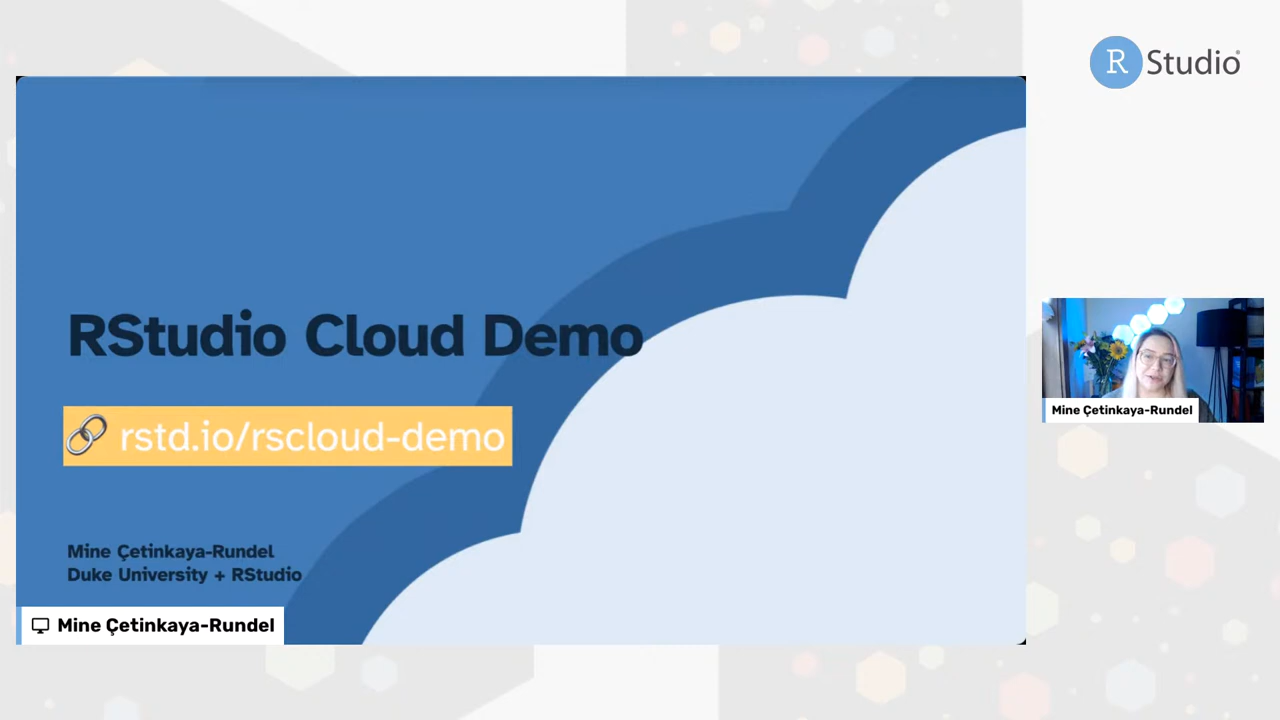 RStudio Cloud Demo
🔗 rstd.io/rscloud-demo
Mine Çetinkaya-Rundel
Duke University + RStudio
Mine Çetinkaya-Rundel
R Studio
Mine Çetinkaya-Rundel